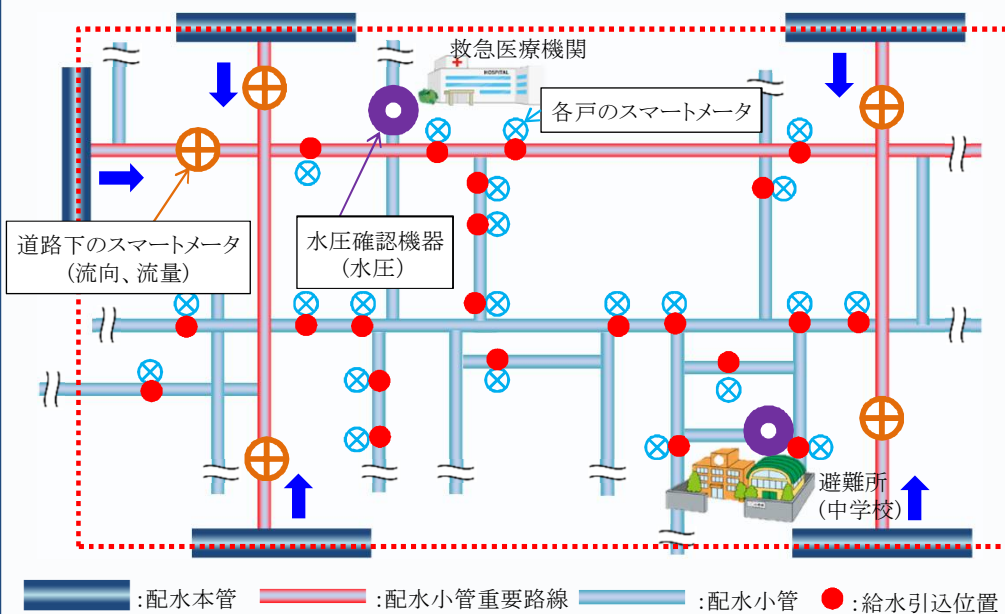 救急医療機関
HOSPITAL
各戸のスマートメータ
道路下のスマートメータ
(流向、流量)
水圧確認機器
(水圧)
避難所
(中学校)
:配水本管
:配水小管重要路線
:配水小管
:給水引込位置